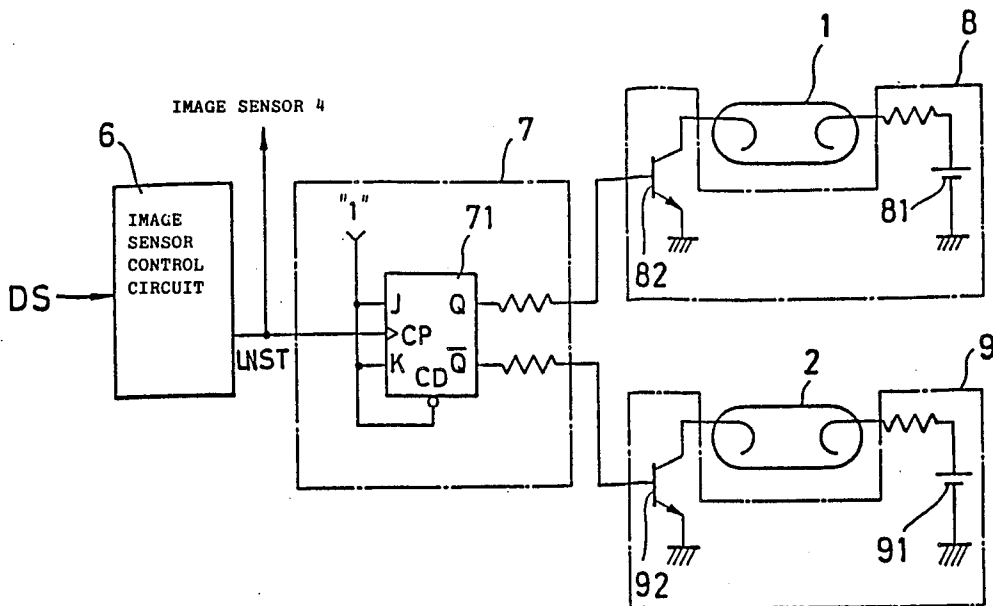 1
8
IMAGE SENSOR 4
6
7
"1"
71
81
82
IMAGE
SENSOR
CONTROL
CIRCUIT
J Q
DS
CP
LNST
K Q̅
CD
2
9
91
92